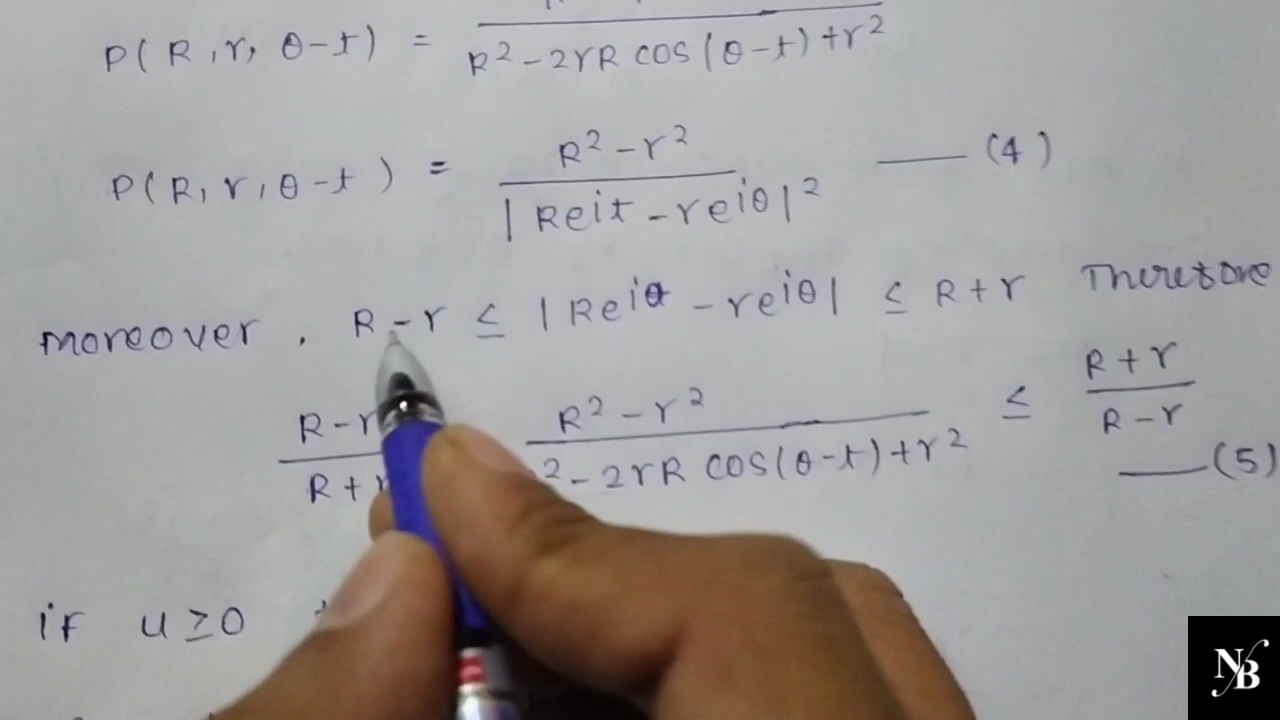 P(R,r, θ-t) = R²-2rR cos(θ-t)+r²
P(R, r, θ-t) = R²-r² / |Reit - reiθ|² —— (4)
moreover . R-r ≤ |Reiθ - reiθ| ≤ R+r Therefore
R-r / R+r R²-r² / ²-2rR cos(θ-t)+r² ≤ R+r / R-r —— (5)
if u≥0
NB